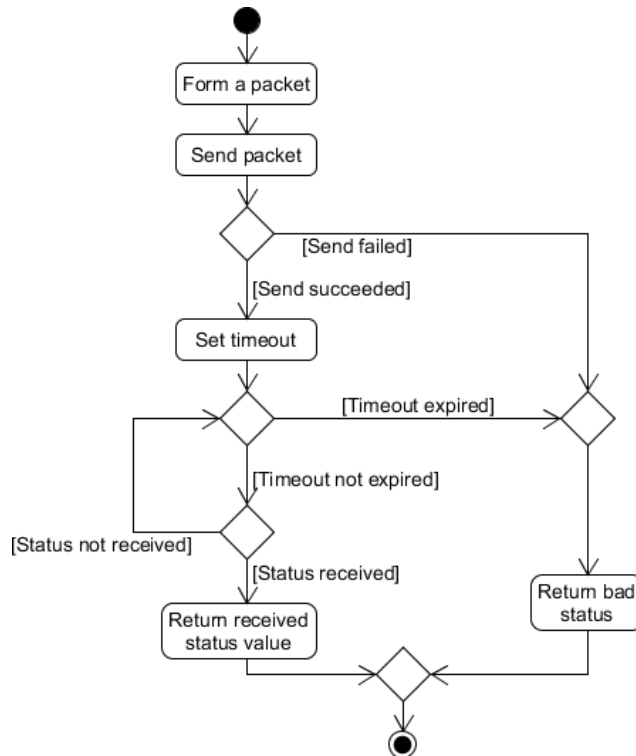 Form a packet
Send packet
[Send failed]
[Send succeeded]
Set timeout
[Timeout expired]
[Timeout not expired]
[Status not received]
[Status received]
Return received
status value
Return bad
status